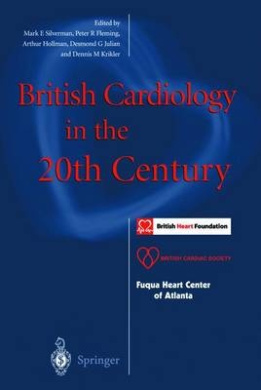 Edited by
Mark E Silverman, Peter R Fleming,
Arthur Hollman, Desmond G Julian
and Dennis M Krikler
British Cardiology
in the
20th Century
British Heart Foundation
BRITISH CARDIAC SOCIETY
Fuqua Heart Center
of Atlanta
Springer